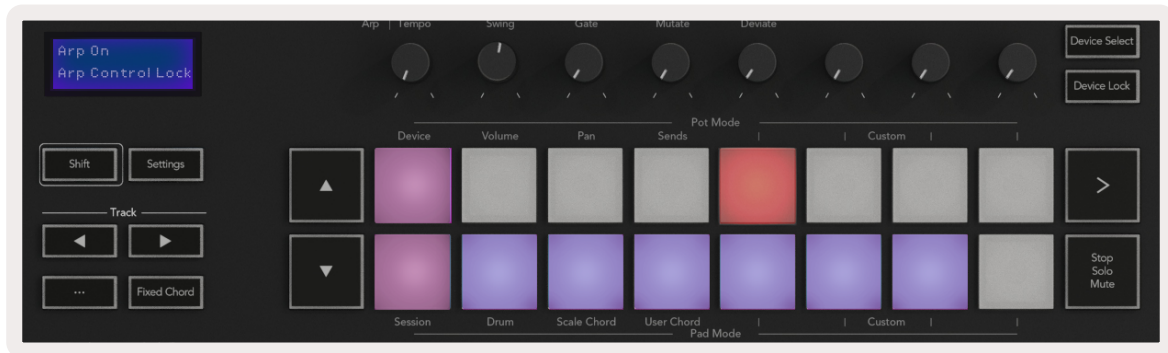 Arp | Tempo Swing Gate Mutate Deviate
Arp On
Arp Control Lock
Device Select
Device Lock
Pot Mode
Device Volume Pan Sends Custom
Shift Settings
Track
... Fixed Chord
Stop
Solo
Mute
Session Drum Scale Chord User Chord Custom
Pad Mode